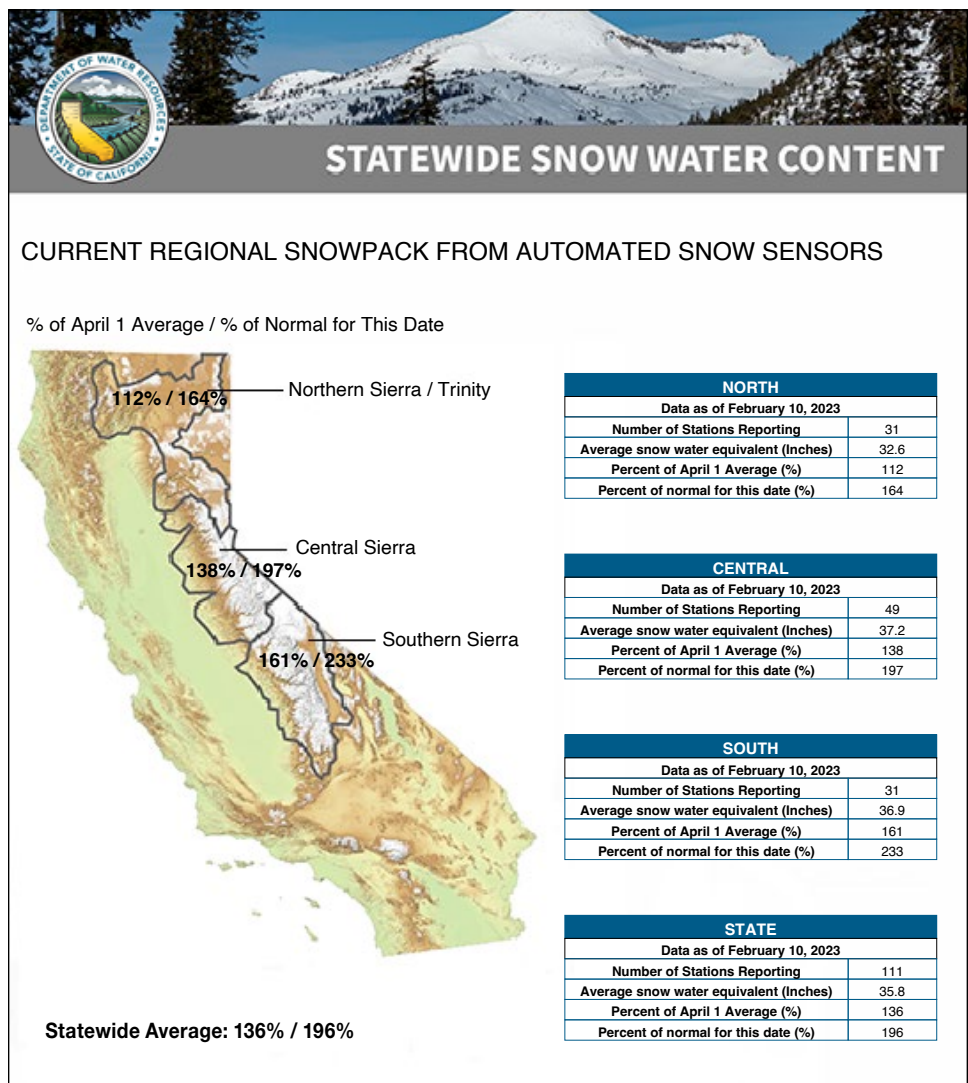 DEPARTMENT OF WATER RESOURCES
STATE OF CALIFORNIA
STATEWIDE SNOW WATER CONTENT
CURRENT REGIONAL SNOWPACK FROM AUTOMATED SNOW SENSORS
% of April 1 Average / % of Normal for This Date
112% / 164%
Northern Sierra / Trinity
Central Sierra
138% / 197%
Southern Sierra
161% / 233%
Statewide Average: 136% / 196%
NORTH
Data as of February 10, 2023
Number of Stations Reporting 31
Average snow water equivalent (Inches) 32.6
Percent of April 1 Average (%) 112
Percent of normal for this date (%) 164
CENTRAL
Data as of February 10, 2023
Number of Stations Reporting 49
Average snow water equivalent (Inches) 37.2
Percent of April 1 Average (%) 138
Percent of normal for this date (%) 197
SOUTH
Data as of February 10, 2023
Number of Stations Reporting 31
Average snow water equivalent (Inches) 36.9
Percent of April 1 Average (%) 161
Percent of normal for this date (%) 233
STATE
Data as of February 10, 2023
Number of Stations Reporting 111
Average snow water equivalent (Inches) 35.8
Percent of April 1 Average (%) 136
Percent of normal for this date (%) 196